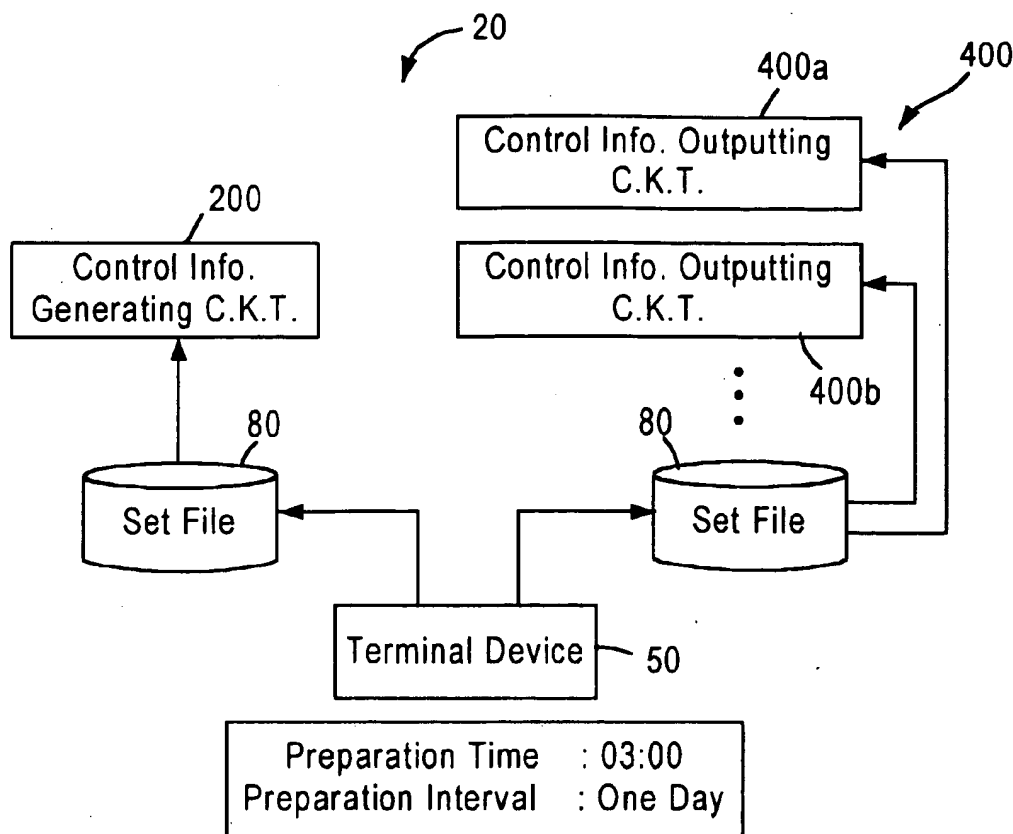 20
400a
400
Control Info. Outputting
C.K.T.
200
Control Info.
Generating C.K.T.
Control Info. Outputting
C.K.T.
400b
80
Set File
80
Set File
Terminal Device
50
Preparation Time : 03:00
Preparation Interval : One Day